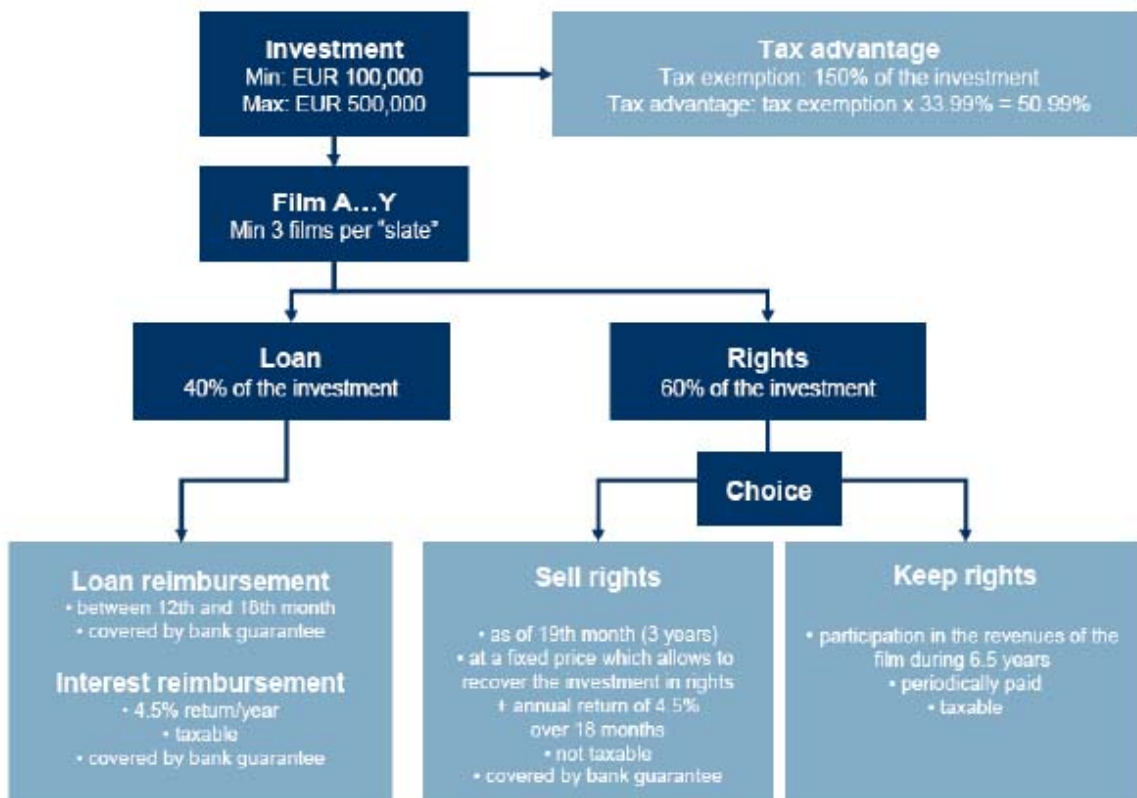 Investment
Min: EUR 100,000
Max: EUR 500,000
Tax advantage
Tax exemption: 150% of the investment
Tax advantage: tax exemption x 33.99% = 50.99%
Film A...Y
Min 3 films per "slate"
Loan
40% of the investment
Rights
60% of the investment
Choice
Loan reimbursement
• between 12th and 18th month
• covered by bank guarantee
Interest reimbursement
• 4.5% return/year
• taxable
• covered by bank guarantee
Sell rights
• as of 19th month (3 years)
• at a fixed price which allows to
recover the investment in rights
+ annual return of 4.5%
over 18 months
• not taxable
• covered by bank guarantee
Keep rights
• participation in the revenues of the
film during 6.5 years
• periodically paid
• taxable